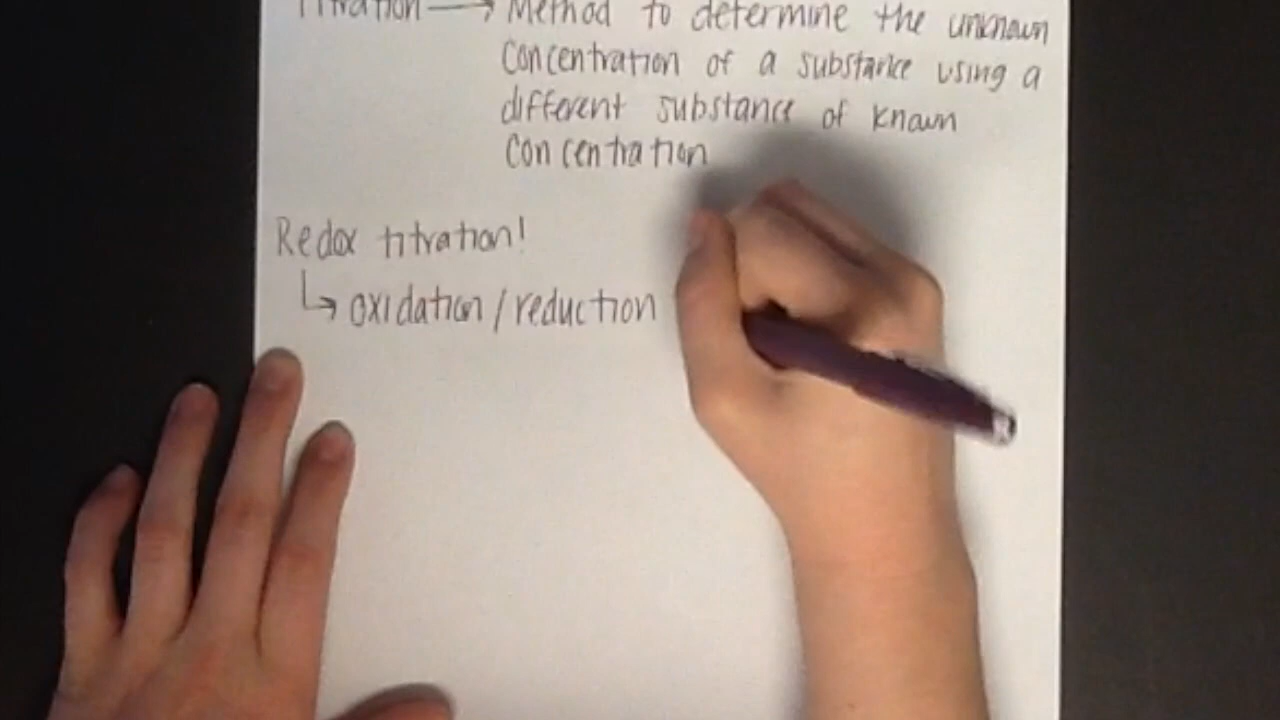 Titration → Method to determine the unknown
concentration of a substance using a
different substance of known
concentration
Redox titration!
↳ oxidation/reduction